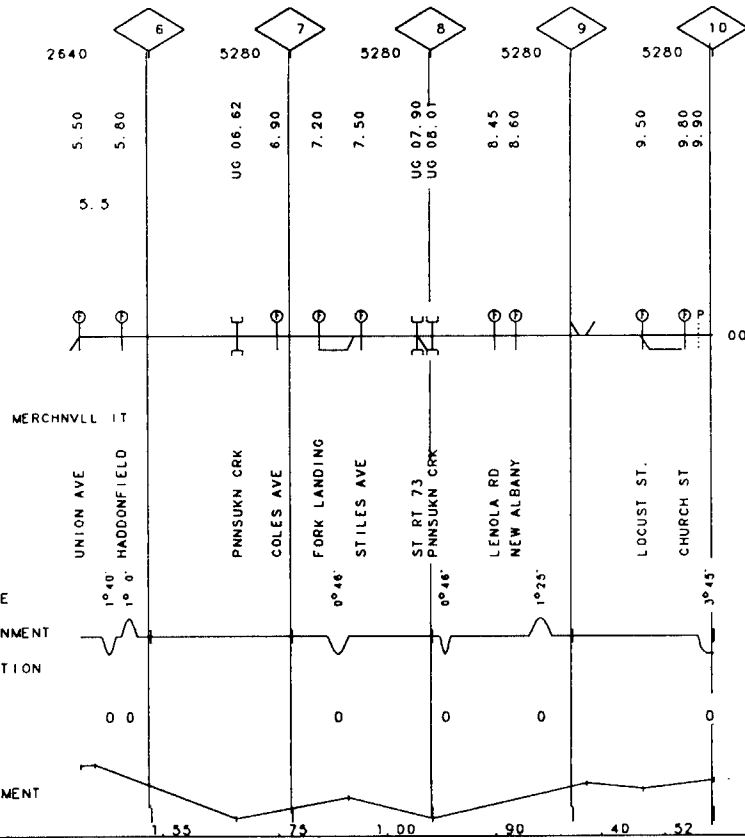 6 7 8 9 10
2640 5280 5280 5280 5280
5.50
5.80
UG 06.62
6.90
7.20
7.50
UG 07.90
UG 08.01
8.45
8.60
9.50
9.80
9.90
5.5
F F F F F F F F F P
00
MERCHNVLL IT
UNION AVE
HADDONFIELD
PNNSUKN CRK
COLES AVE
FORK LANDING
STILES AVE
ST RT 73
PNNSUKN CRK
LENOLA RD
NEW ALBANY
LOCUST ST.
CHURCH ST
E
1°40'
1° 0'
0°46'
0°46'
1°25'
3°45'
NMENT
TION
0 0 0 0 0 0
MENT
1.55 .75 1.00 .90 .40 .52